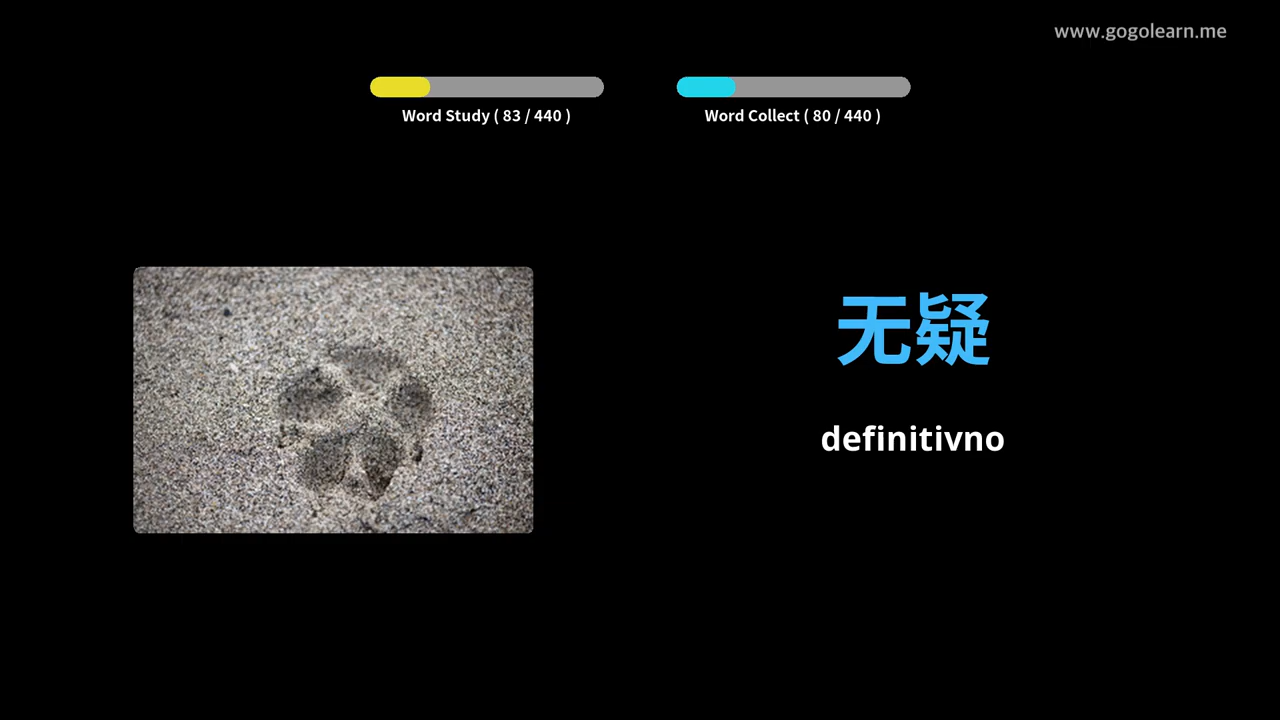 www.gogolearn.me
Word Study ( 83 / 440 )
Word Collect ( 80 / 440 )
无疑
definitivno